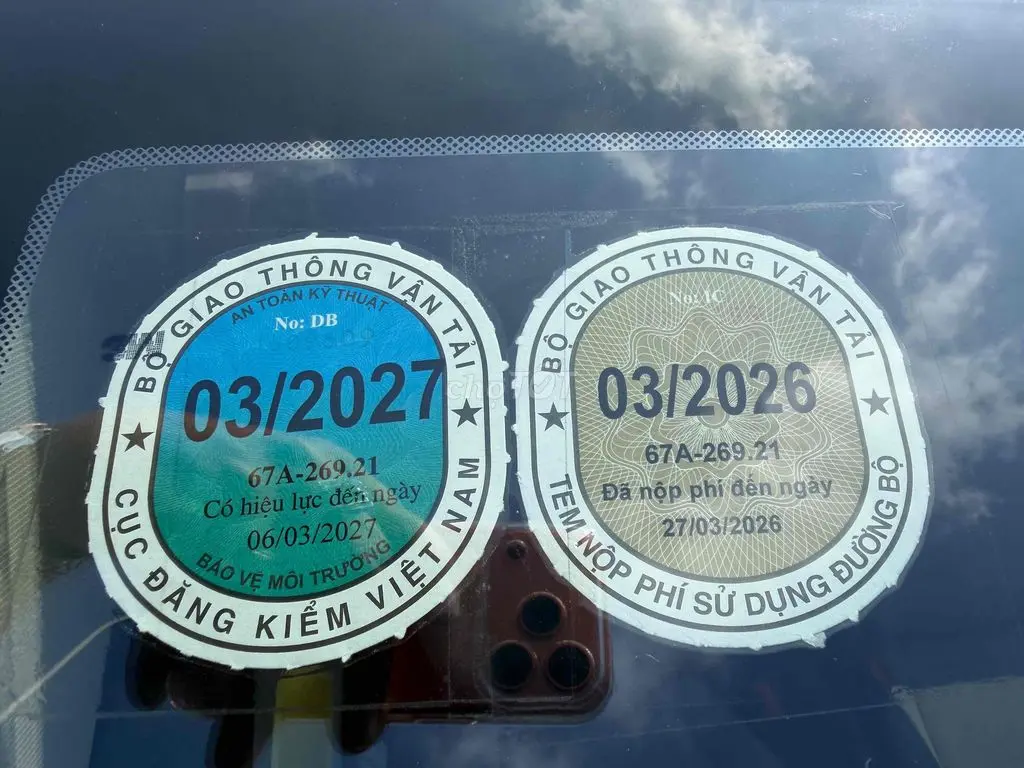 BỘ GIAO THÔNG VẬN TẢI
AN TOÀN KỸ THUẬT
No: DB
03/2027
67A-269.21
Có hiệu lực đến ngày
06/03/2027
BẢO VỆ MÔI TRƯỜNG
CỤC ĐĂNG KIỂM VIỆT NAM
BỘ GIAO THÔNG VẬN TẢI
No: IC
03/2026
67A-269.21
Đã nộp phí đến ngày
27/03/2026
TEM NỘP PHÍ SỬ DỤNG ĐƯỜNG BỘ